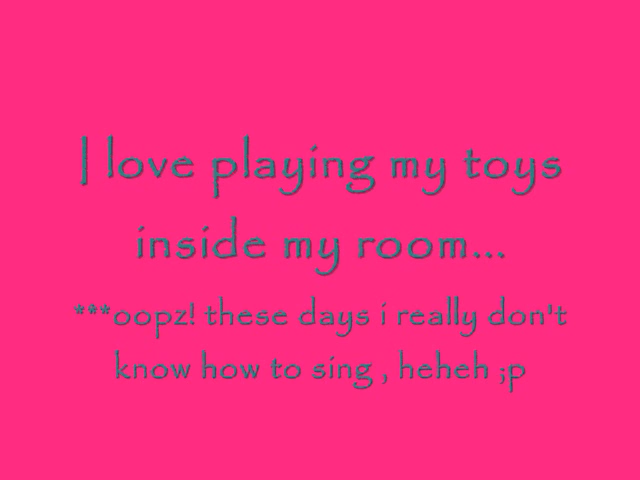 I love playing my toys
inside my room...
***oopz! these days i really don't
know how to sing , heheh ;p